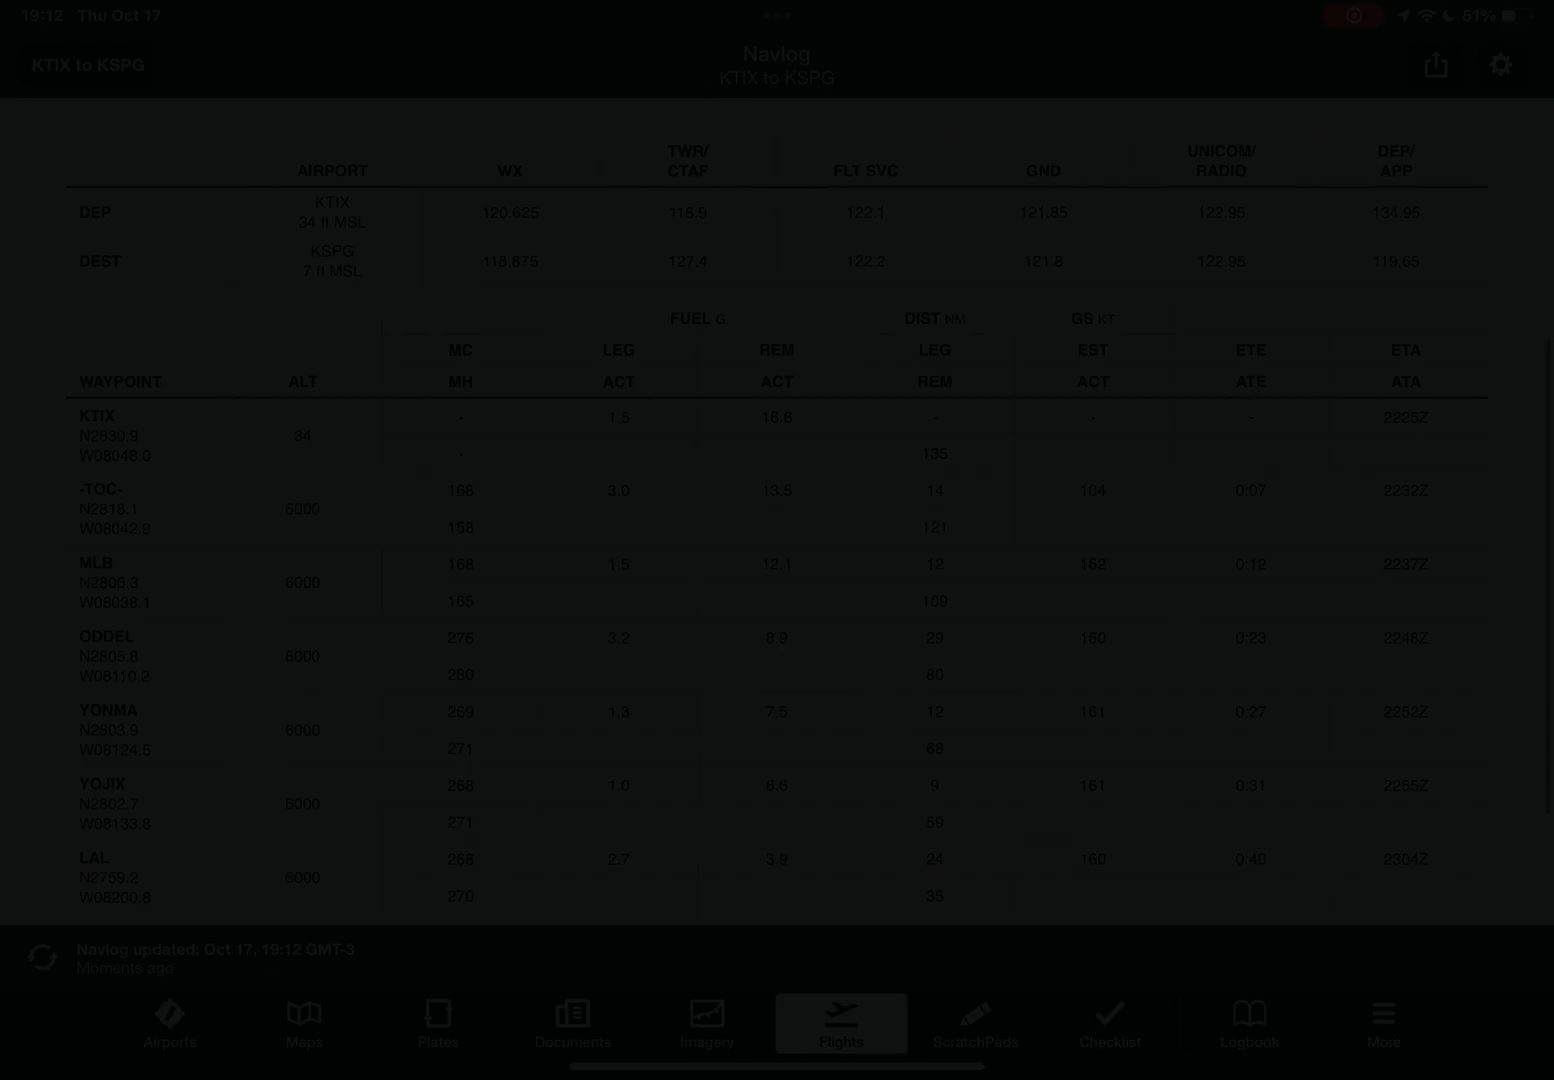 19:12 Thu Oct 17
51%
KTIX to KSPG
Navlog
KTIX to KSPG
AIRPORT WX TWR/ CTAF FLT SVC GND UNICOM/ RADIO DEP/ APP
DEP KTIX 34 ft MSL 120.625 118.9 122.1 121.85 122.95 134.95
DEST KSPG 7 ft MSL 118.875 127.4 122.2 121.8 122.95 119.65
FUEL G DIST NM GS KT
MC LEG REM LEG EST ETE ETA
WAYPOINT ALT MH ACT ACT REM ACT ATE ATA
KTIX - 1.5 16.6 - - - 2225Z
N2830.9 34
W08048.0 - 135
-TOC- 168 3.0 13.5 14 104 0:07 2232Z
N2818.1 6000
W08042.9 158 121
MLB 168 1.5 12.1 12 162 0:12 2237Z
N2806.3 6000
W08038.1 165 109
ODDEL 276 3.2 8.9 29 160 0:23 2248Z
N2805.8 6000
W08110.2 280 80
YONMA 269 1.3 7.5 12 161 0:27 2252Z
N2803.9 6000
W08124.5 271 68
YOJIX 268 1.0 6.6 9 161 0:31 2255Z
N2802.7 6000
W08133.8 271 59
LAL 268 2.7 3.9 24 160 0:40 2304Z
N2759.2 6000
W08200.8 270 35
Navlog updated: Oct 17, 19:12 GMT-3
Moments ago
Airports Maps Plates Documents Imagery Flights ScratchPads Checklist Logbook More